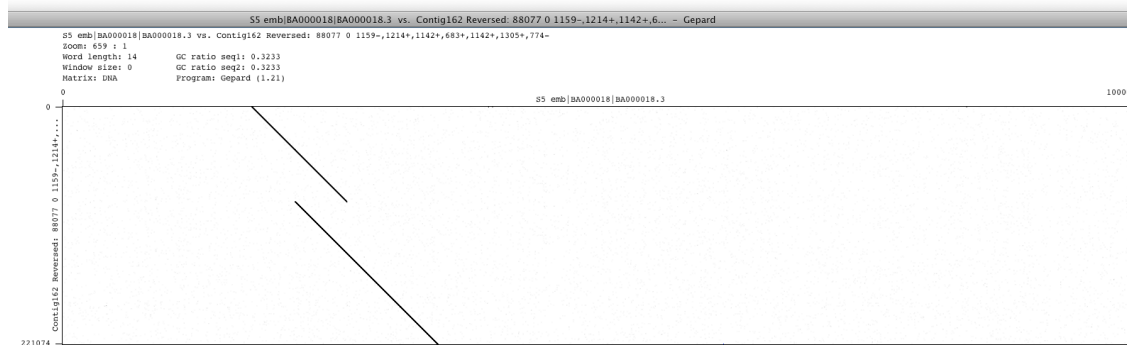 S5 emb|BA000018|BA000018.3 vs. Contig162 Reversed: 88077 0 1159-,1214+,1142+,6... - Gepard
S5 emb|BA000018|BA000018.3 vs. Contig162 Reversed: 88077 0 1159-,1214+,1142+,683+,1142+,1305+,774-
Zoom: 659 : 1
Word length: 14 GC ratio seq1: 0.3233
Window size: 0 GC ratio seq2: 0.3233
Matrix: DNA Program: Gepard (1.21)
0 1000
S5 emb|BA000018|BA000018.3
0
Contig162 Reversed: 88077 0 1159-,1214+,...
221074